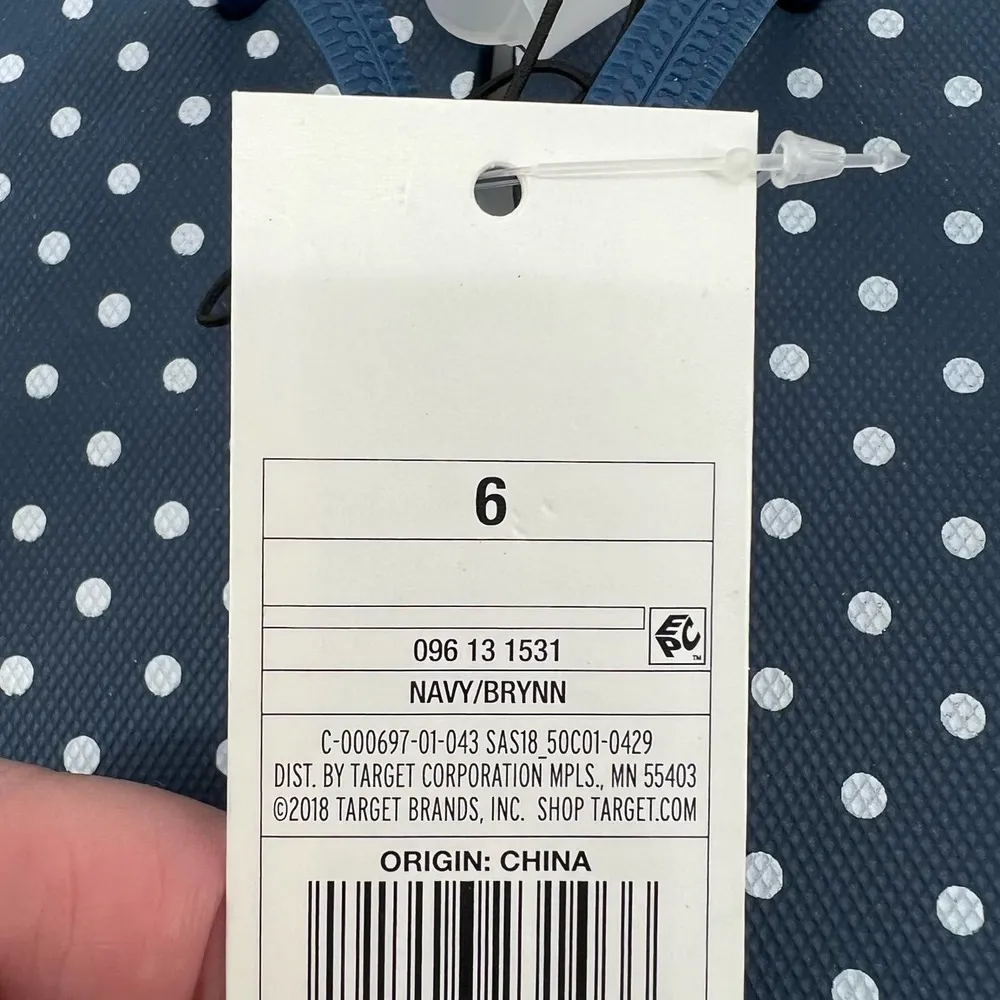 6
EPC™
096 13 1531
NAVY/BRYNN
C-000697-01-043 SAS18_50C01-0429
DIST. BY TARGET CORPORATION MPLS., MN 55403
©2018 TARGET BRANDS, INC. SHOP TARGET.COM
ORIGIN: CHINA